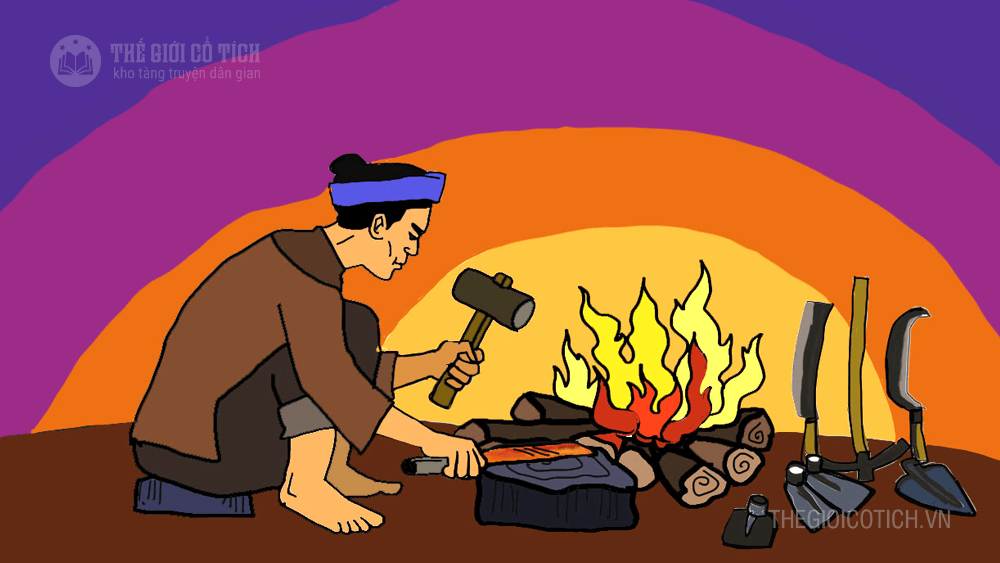 THẾ GIỚI CỔ TÍCH
kho tàng truyện dân gian
THEGIOICOTICH.VN